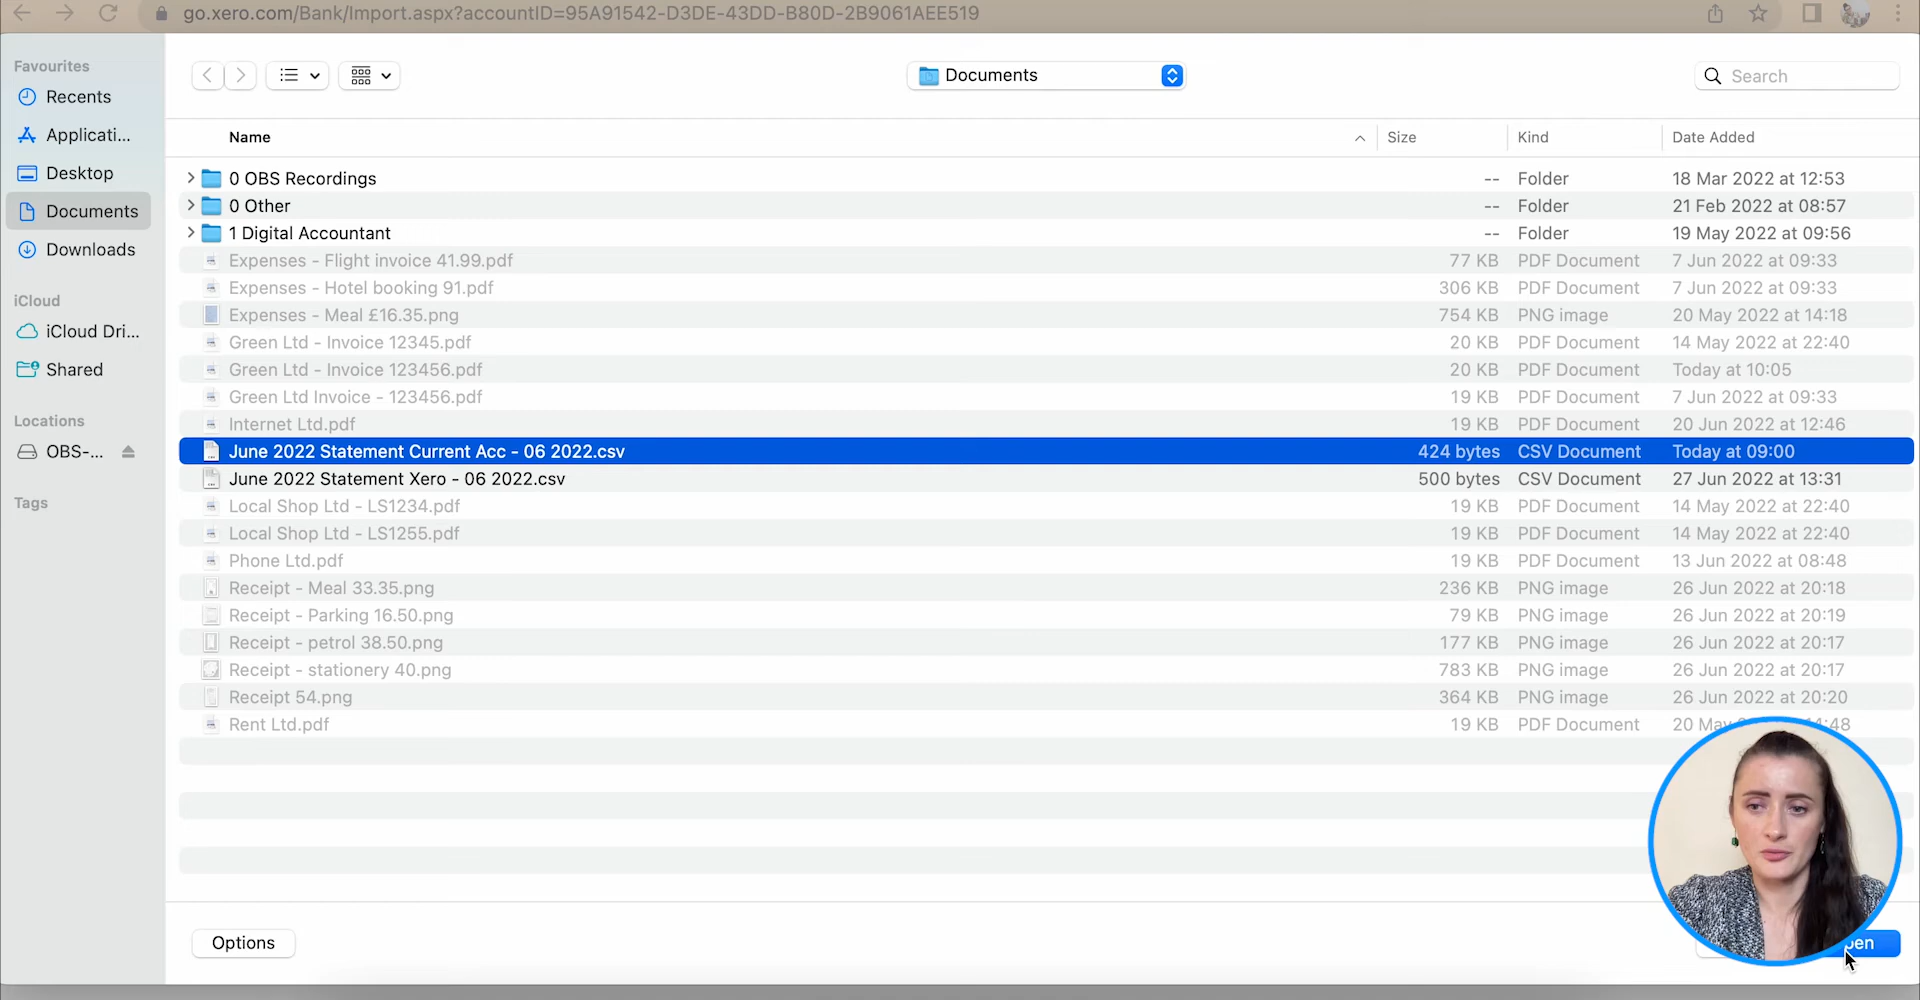 go.xero.com/Bank/Import.aspx?accountID=95A91542-D3DE-43DD-B80D-2B9061AEE519
Favourites
Recents
Applicati...
Desktop
Documents
Downloads
iCloud
iCloud Dri...
Shared
Locations
OBS-...
Tags
Documents
Search
Name Size Kind Date Added
0 OBS Recordings -- Folder 18 Mar 2022 at 12:53
0 Other -- Folder 21 Feb 2022 at 08:57
1 Digital Accountant -- Folder 19 May 2022 at 09:56
Expenses - Flight invoice 41.99.pdf 77 KB PDF Document 7 Jun 2022 at 09:33
Expenses - Hotel booking 91.pdf 306 KB PDF Document 7 Jun 2022 at 09:33
Expenses - Meal £16.35.png 754 KB PNG image 20 May 2022 at 14:18
Green Ltd - Invoice 12345.pdf 20 KB PDF Document 14 May 2022 at 22:40
Green Ltd - Invoice 123456.pdf 20 KB PDF Document Today at 10:05
Green Ltd Invoice - 123456.pdf 19 KB PDF Document 7 Jun 2022 at 09:33
Internet Ltd.pdf 19 KB PDF Document 20 Jun 2022 at 12:46
June 2022 Statement Current Acc - 06 2022.csv 424 bytes CSV Document Today at 09:00
June 2022 Statement Xero - 06 2022.csv 500 bytes CSV Document 27 Jun 2022 at 13:31
Local Shop Ltd - LS1234.pdf 19 KB PDF Document 14 May 2022 at 22:40
Local Shop Ltd - LS1255.pdf 19 KB PDF Document 14 May 2022 at 22:40
Phone Ltd.pdf 19 KB PDF Document 13 Jun 2022 at 08:48
Receipt - Meal 33.35.png 236 KB PNG image 26 Jun 2022 at 20:18
Receipt - Parking 16.50.png 79 KB PNG image 26 Jun 2022 at 20:19
Receipt - petrol 38.50.png 177 KB PNG image 26 Jun 2022 at 20:17
Receipt - stationery 40.png 783 KB PNG image 26 Jun 2022 at 20:17
Receipt 54.png 364 KB PNG image 26 Jun 2022 at 20:20
Rent Ltd.pdf 19 KB PDF Document 20 May
Options